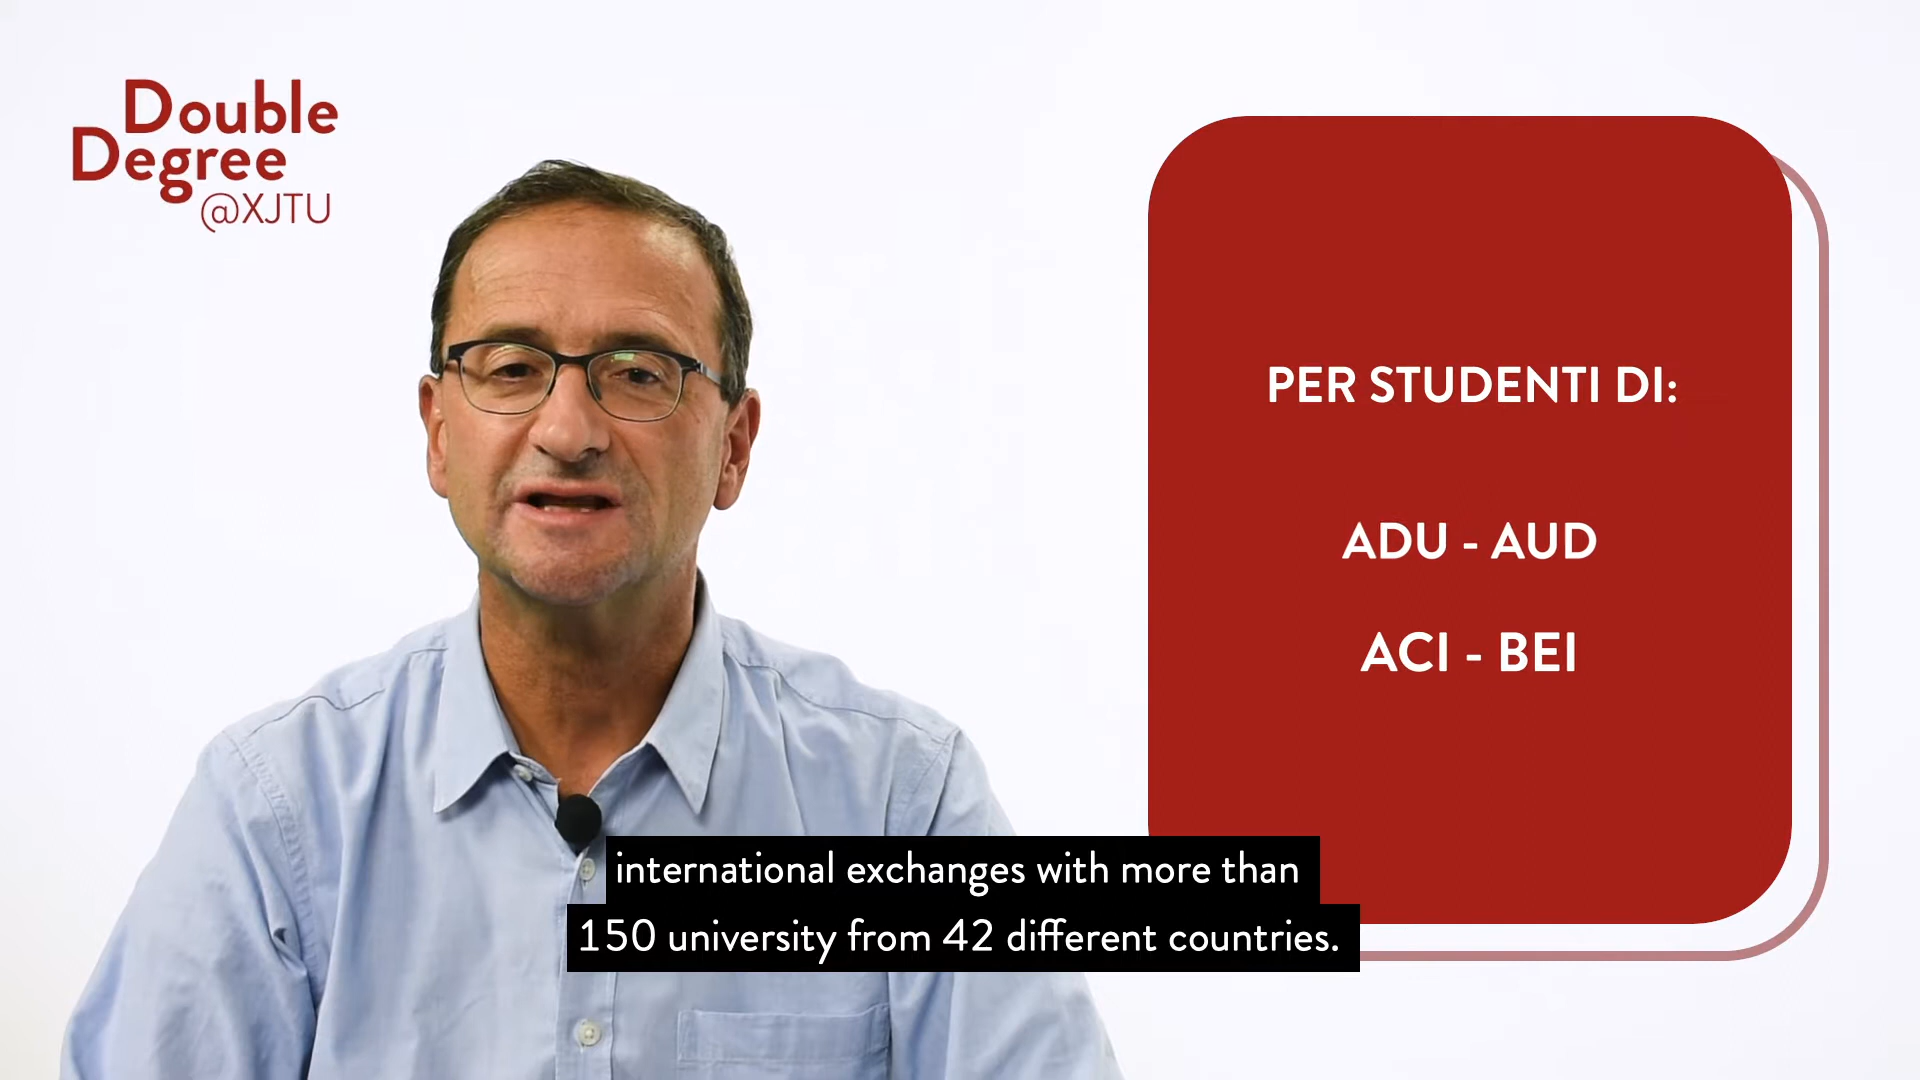 Double
Degree
@XJTU
PER STUDENTI DI:
ADU - AUD
ACI - BEI
international exchanges with more than
150 university from 42 different countries.